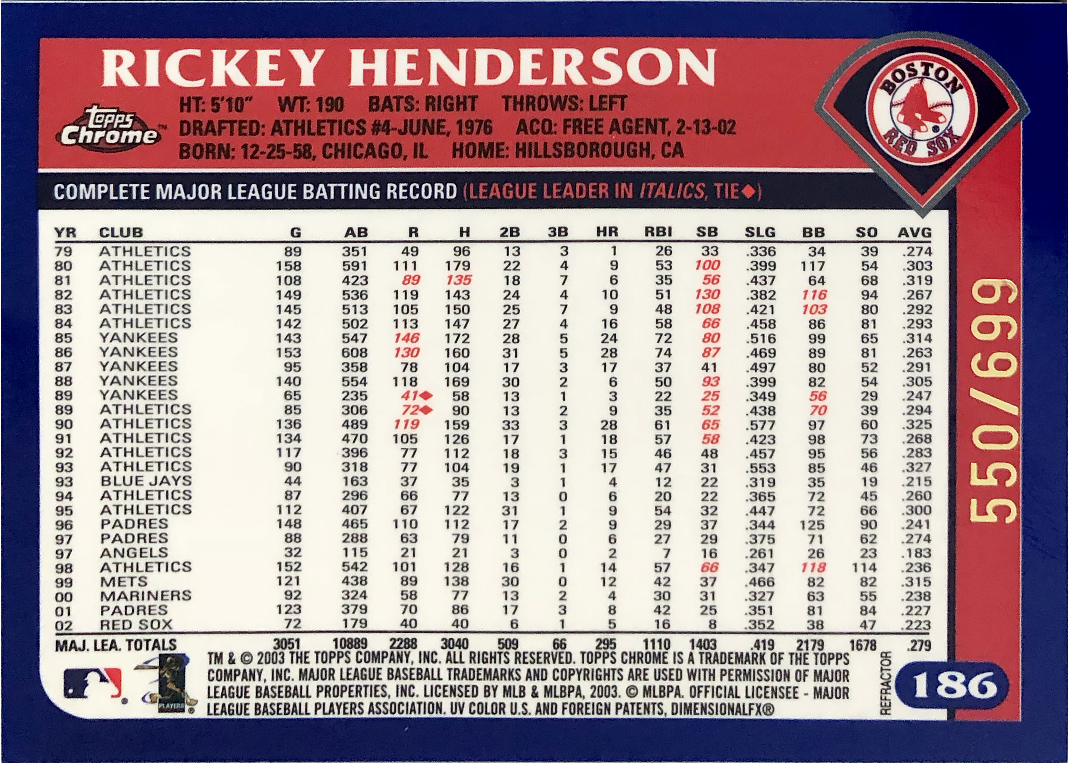 RICKEY HENDERSON
topps Chrome™
HT: 5'10" WT: 190 BATS: RIGHT THROWS: LEFT
DRAFTED: ATHLETICS #4-JUNE, 1976 ACQ: FREE AGENT, 2-13-02
BORN: 12-25-58, CHICAGO, IL HOME: HILLSBOROUGH, CA
BOSTON
RED SOX
COMPLETE MAJOR LEAGUE BATTING RECORD (LEAGUE LEADER IN ITALICS, TIE◆)
YR CLUB G AB R H 2B 3B HR RBI SB SLG BB SO AVG
79 ATHLETICS 89 351 49 96 13 3 1 26 33 .336 34 39 .274
80 ATHLETICS 158 591 111 179 22 4 9 53 100 .399 117 54 .303
81 ATHLETICS 108 423 89 135 18 7 6 35 56 .437 64 68 .319
82 ATHLETICS 149 536 119 143 24 4 10 51 130 .382 116 94 .267
83 ATHLETICS 145 513 105 150 25 7 9 48 108 .421 103 80 .292
84 ATHLETICS 142 502 113 147 27 4 16 58 66 .458 86 81 .293
85 YANKEES 143 547 146 172 28 5 24 72 80 .516 99 65 .314
86 YANKEES 153 608 130 160 31 5 28 74 87 .469 89 81 .263
87 YANKEES 95 358 78 104 17 3 17 37 41 .497 80 52 .291
88 YANKEES 140 554 118 169 30 2 6 50 93 .399 82 54 .305
89 YANKEES 65 235 41◆ 58 13 1 3 22 25 .349 56 29 .247
89 ATHLETICS 85 306 72◆ 90 13 2 9 35 52 .438 70 39 .294
90 ATHLETICS 136 489 119 159 33 3 28 61 65 .577 97 60 .325
91 ATHLETICS 134 470 105 126 17 1 18 57 58 .423 98 73 .268
92 ATHLETICS 117 396 77 112 18 3 15 46 48 .457 95 56 .283
93 ATHLETICS 90 318 77 104 19 1 17 47 31 .553 85 46 .327
93 BLUE JAYS 44 163 37 35 3 1 4 12 22 .319 35 19 .215
94 ATHLETICS 87 296 66 77 13 0 6 20 22 .365 72 45 .260
95 ATHLETICS 112 407 67 122 31 1 9 54 32 .447 72 66 .300
96 PADRES 148 465 110 112 17 2 9 29 37 .344 125 90 .241
97 PADRES 88 288 63 79 11 0 6 27 29 .375 71 62 .274
97 ANGELS 32 115 21 21 3 0 2 7 16 .261 26 23 .183
98 ATHLETICS 152 542 101 128 16 1 14 57 66 .347 118 114 .236
99 METS 121 438 89 138 30 0 12 42 37 .466 82 82 .315
00 MARINERS 92 324 58 77 13 2 4 30 31 .327 63 55 .238
01 PADRES 123 379 70 86 17 3 8 42 25 .351 81 84 .227
02 RED SOX 72 179 40 40 6 1 5 16 8 .352 38 47 .223
MAJ. LEA. TOTALS 3051 10889 2288 3040 509 66 295 1110 1403 .419 2179 1678 .279
TM & © 2003 THE TOPPS COMPANY, INC. ALL RIGHTS RESERVED. TOPPS CHROME IS A TRADEMARK OF THE TOPPS
COMPANY, INC. MAJOR LEAGUE BASEBALL TRADEMARKS AND COPYRIGHTS ARE USED WITH PERMISSION OF MAJOR
LEAGUE BASEBALL PROPERTIES, INC. LICENSED BY MLB & MLBPA, 2003. © MLBPA. OFFICIAL LICENSEE - MAJOR
LEAGUE BASEBALL PLAYERS ASSOCIATION. UV COLOR U.S. AND FOREIGN PATENTS, DIMENSIONALFX®
PLAYERS
REFRACTOR
186
550/699